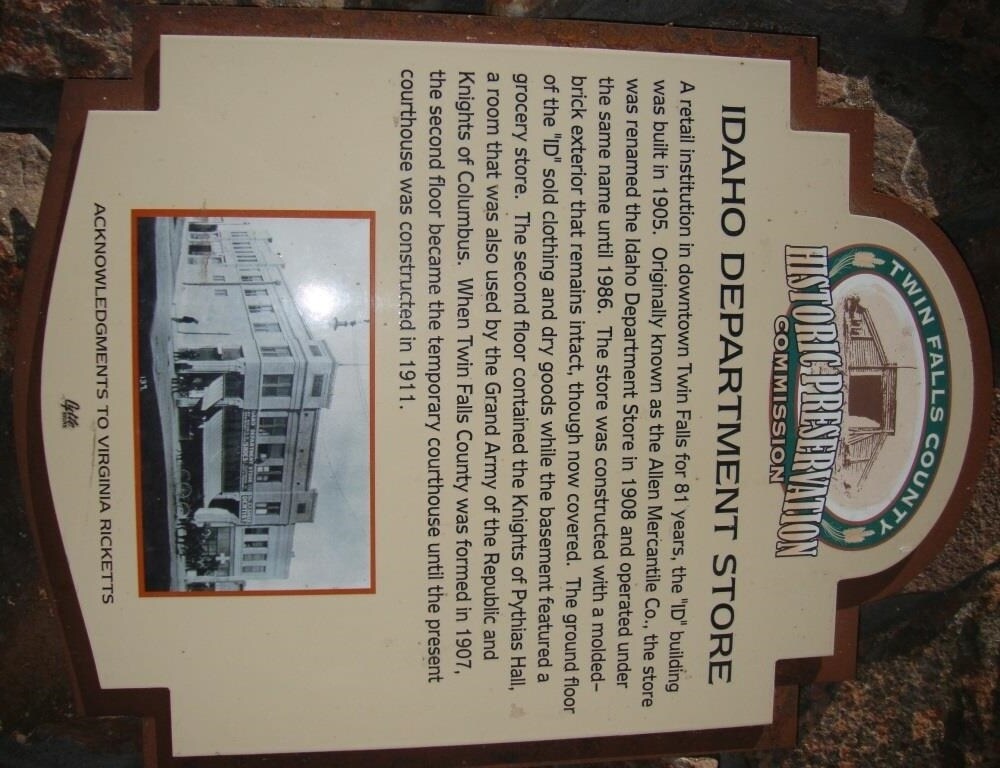 TWIN FALLS COUNTY
HISTORIC PRESERVATION
COMMISSION
IDAHO DEPARTMENT STORE
A retail institution in downtown Twin Falls for 81 years, the "ID" building
was built in 1905. Originally known as the Allen Mercantile Co., the store
was renamed the Idaho Department Store in 1908 and operated under
the same name until 1986. The store was constructed with a molded-
brick exterior that remains intact, though now covered. The ground floor
of the "ID" sold clothing and dry goods while the basement featured a
grocery store. The second floor contained the Knights of Pythias Hall,
a room that was also used by the Grand Army of the Republic and
Knights of Columbus. When Twin Falls County was formed in 1907,
the second floor became the temporary courthouse until the present
courthouse was constructed in 1911.
ACKNOWLEDGMENTS TO VIRGINIA RICKETTS